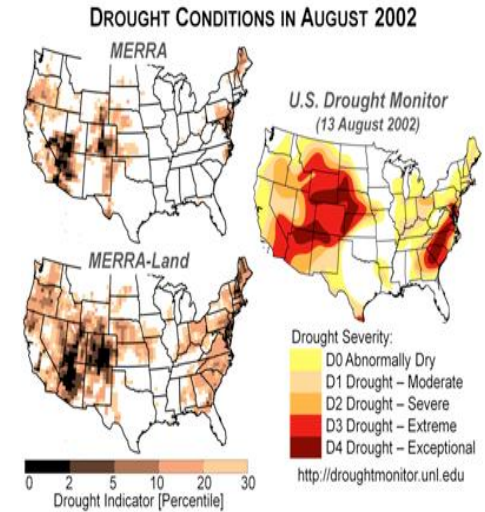 DROUGHT CONDITIONS IN AUGUST 2002
MERRA
U.S. Drought Monitor
(13 August 2002)
MERRA-Land
Drought Severity:
D0 Abnormally Dry
D1 Drought – Moderate
D2 Drought – Severe
D3 Drought – Extreme
D4 Drought – Exceptional
http://droughtmonitor.unl.edu
0 2 5 10 20 30
Drought Indicator [Percentile]